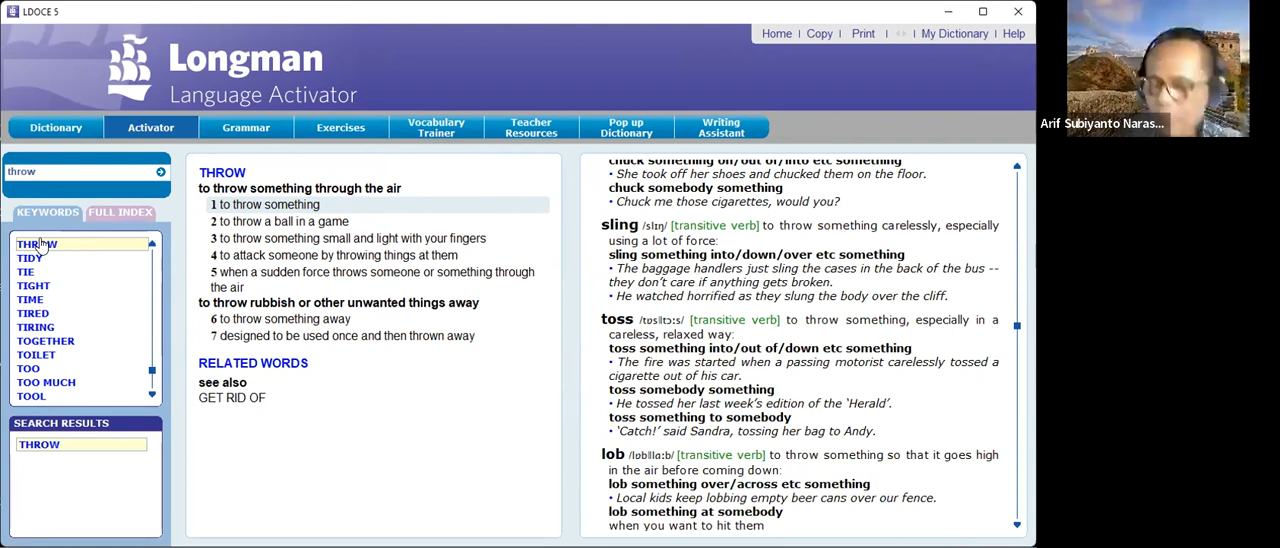 LDOCE 5
Home | Copy | Print | | My Dictionary | Help
Longman
Language Activator
Dictionary
Activator
Grammar
Exercises
Vocabulary
Trainer
Teacher
Resources
Pop up
Dictionary
Writing
Assistant
throw
KEYWORDS
FULL INDEX
THROW
TIDY
TIE
TIGHT
TIME
TIRED
TIRING
TOGETHER
TOILET
TOO
TOO MUCH
TOOL
SEARCH RESULTS
THROW
THROW
to throw something through the air
1 to throw something
2 to throw a ball in a game
3 to throw something small and light with your fingers
4 to attack someone by throwing things at them
5 when a sudden force throws someone or something through
the air
to throw rubbish or other unwanted things away
6 to throw something away
7 designed to be used once and then thrown away
RELATED WORDS
see also
GET RID OF
chuck something on/out of/into etc something
• She took off her shoes and chucked them on the floor.
chuck somebody something
• Chuck me those cigarettes, would you?
sling /slɪŋ/ [transitive verb] to throw something carelessly, especially
using a lot of force:
sling something into/down/over etc something
• The baggage handlers just sling the cases in the back of the bus --
they don't care if anything gets broken.
• He watched horrified as they slung the body over the cliff.
toss /tɒs‖tɔːs/ [transitive verb] to throw something, especially in a
careless, relaxed way:
toss something into/out of/down etc something
• The fire was started when a passing motorist carelessly tossed a
cigarette out of his car.
toss somebody something
• He tossed her last week's edition of the ‘Herald’.
toss something to somebody
• ‘Catch!’ said Sandra, tossing her bag to Andy.
lob /lɒb‖lɑːb/ [transitive verb] to throw something so that it goes high
in the air before coming down:
lob something over/across etc something
• Local kids keep lobbing empty beer cans over our fence.
lob something at somebody
when you want to hit them
Arif Subiyanto Naras...